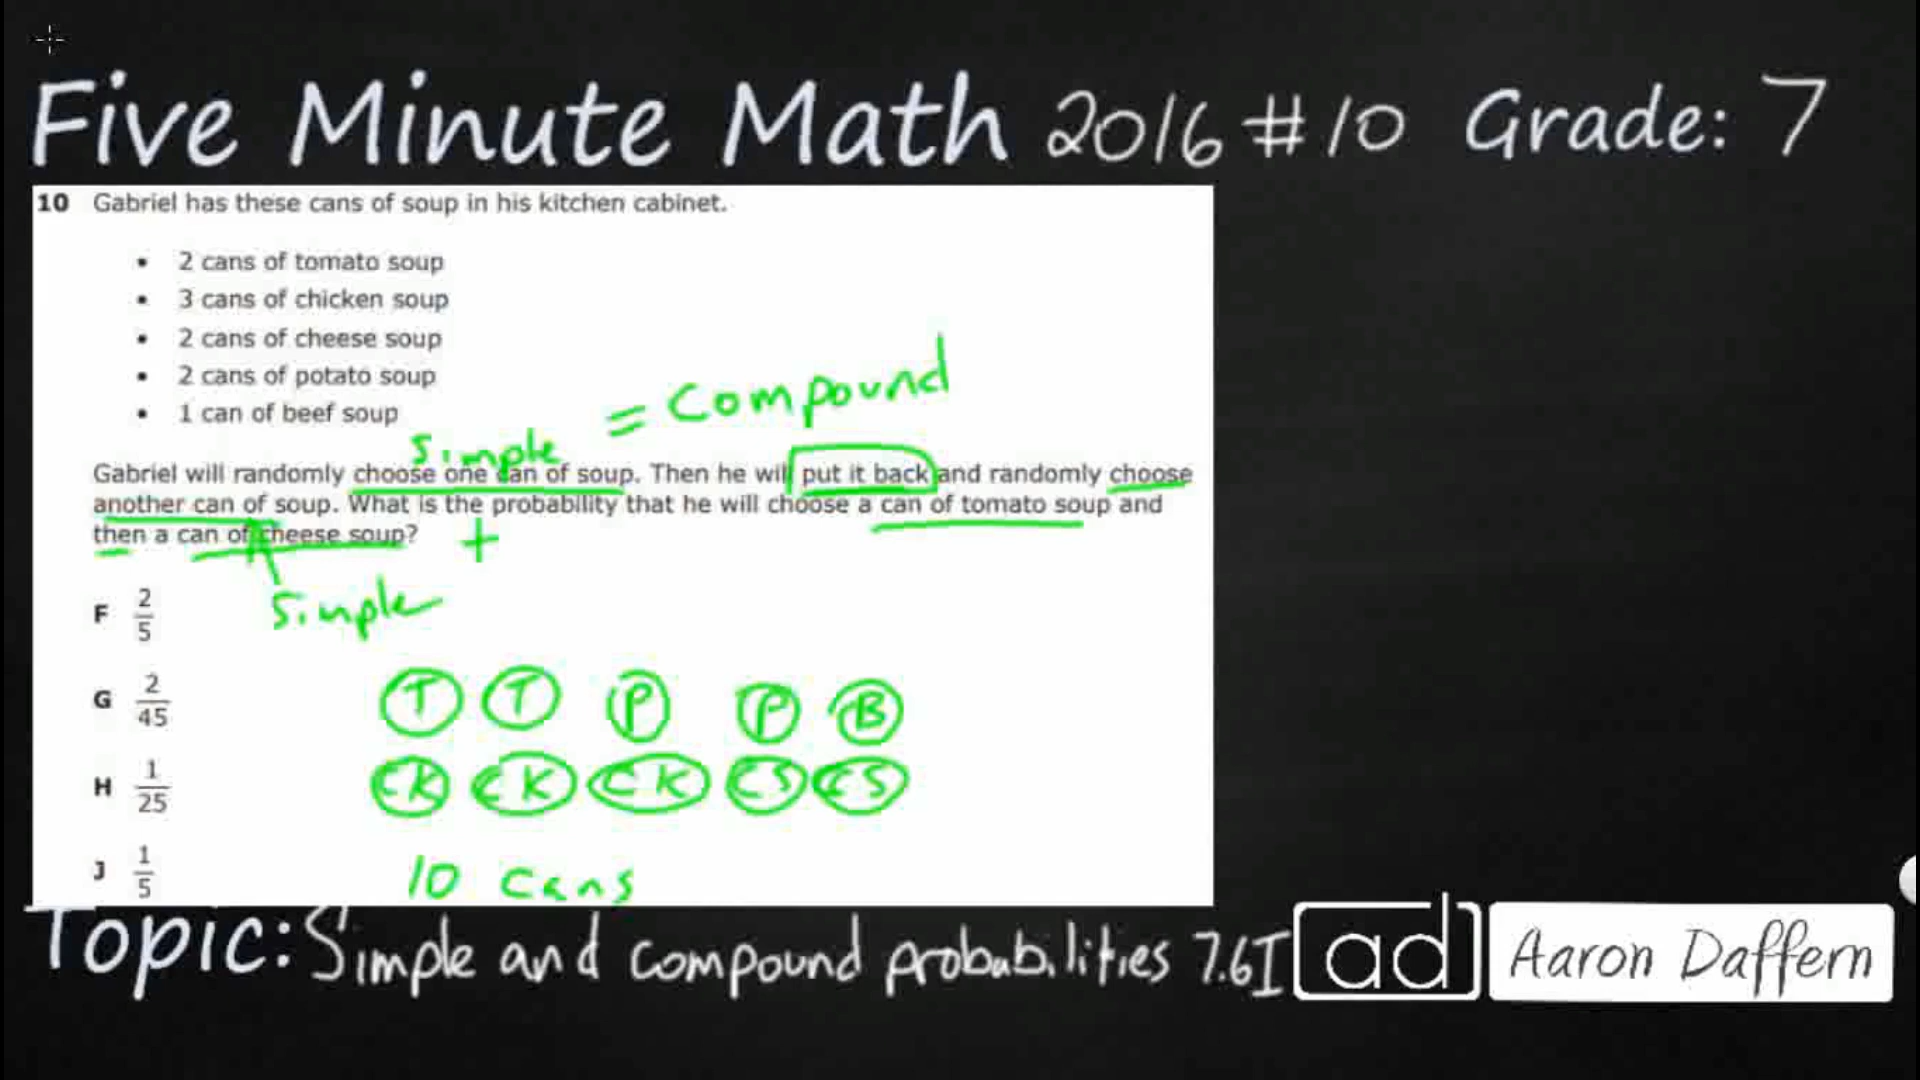 Five Minute Math 2016 #10 Grade: 7
10 Gabriel has these cans of soup in his kitchen cabinet.
• 2 cans of tomato soup
• 3 cans of chicken soup
• 2 cans of cheese soup
• 2 cans of potato soup
• 1 can of beef soup
= Compound
Simple
Gabriel will randomly choose one can of soup. Then he will put it back and randomly choose
another can of soup. What is the probability that he will choose a can of tomato soup and
then a can of cheese soup?
+
Simple
F 2/5
G 2/45
H 1/25
J 1/5
T T P P B
CK CK CK CS CS
10 cans
Topic: Simple and compound probabilities 7.6I
ad
Aaron Daffern